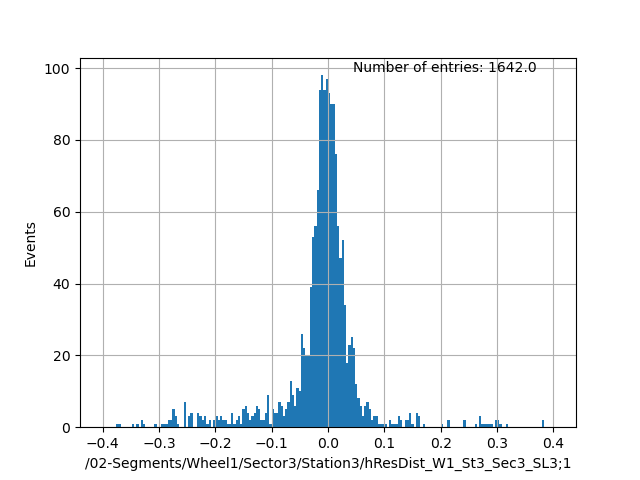 Number of entries: 1642.0
100
80
60
40
20
0
Events
−0.4 −0.3 −0.2 −0.1 0.0 0.1 0.2 0.3 0.4
/02-Segments/Wheel1/Sector3/Station3/hResDist_W1_St3_Sec3_SL3;1